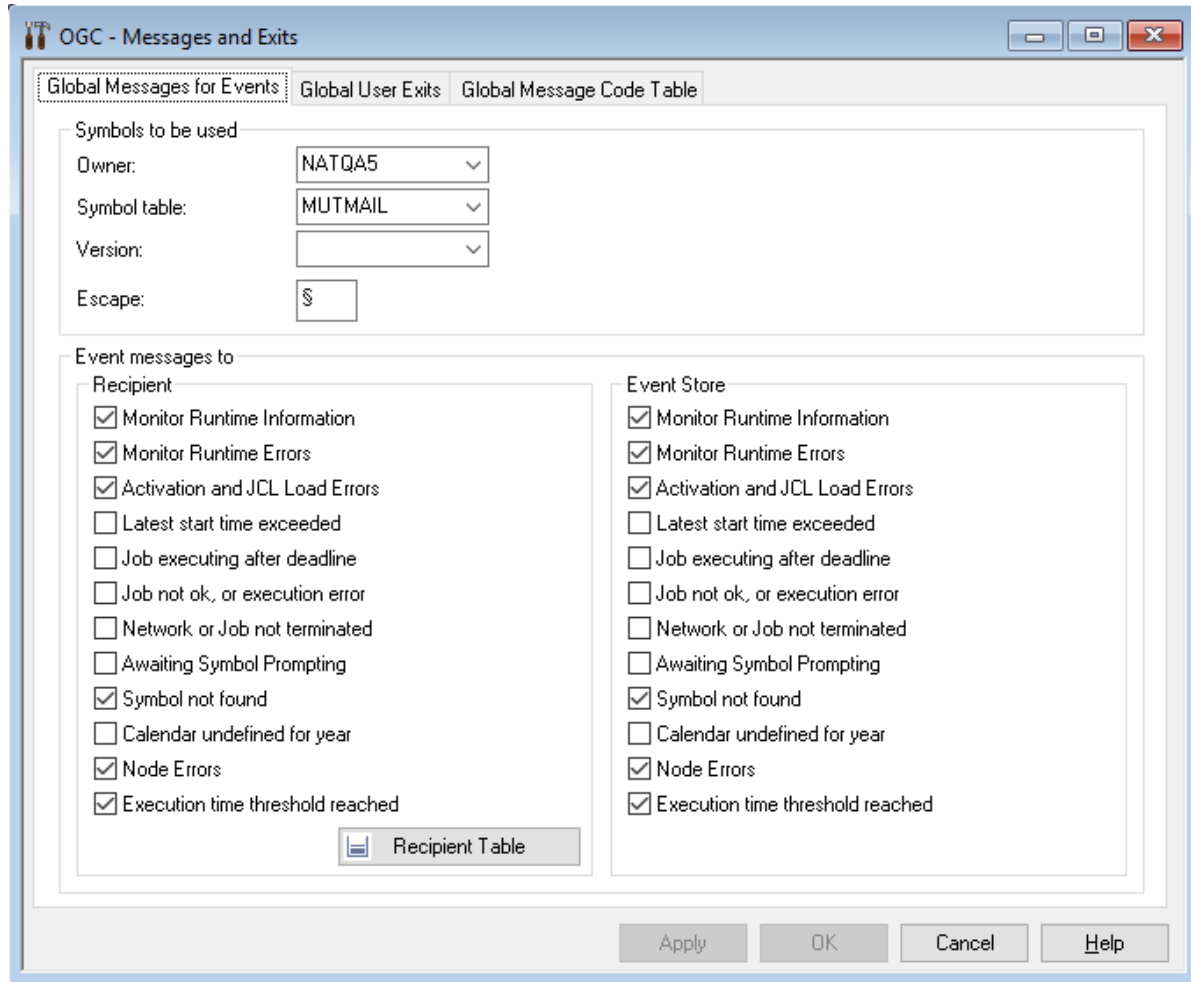 OGC - Messages and Exits
Global Messages for Events Global User Exits Global Message Code Table
Symbols to be used
Owner: NATQA5
Symbol table: MUTMAIL
Version:
Escape: §
Event messages to
Recipient
Monitor Runtime Information
Monitor Runtime Errors
Activation and JCL Load Errors
Latest start time exceeded
Job executing after deadline
Job not ok, or execution error
Network or Job not terminated
Awaiting Symbol Prompting
Symbol not found
Calendar undefined for year
Node Errors
Execution time threshold reached
Recipient Table
Event Store
Monitor Runtime Information
Monitor Runtime Errors
Activation and JCL Load Errors
Latest start time exceeded
Job executing after deadline
Job not ok, or execution error
Network or Job not terminated
Awaiting Symbol Prompting
Symbol not found
Calendar undefined for year
Node Errors
Execution time threshold reached
Apply OK Cancel Help